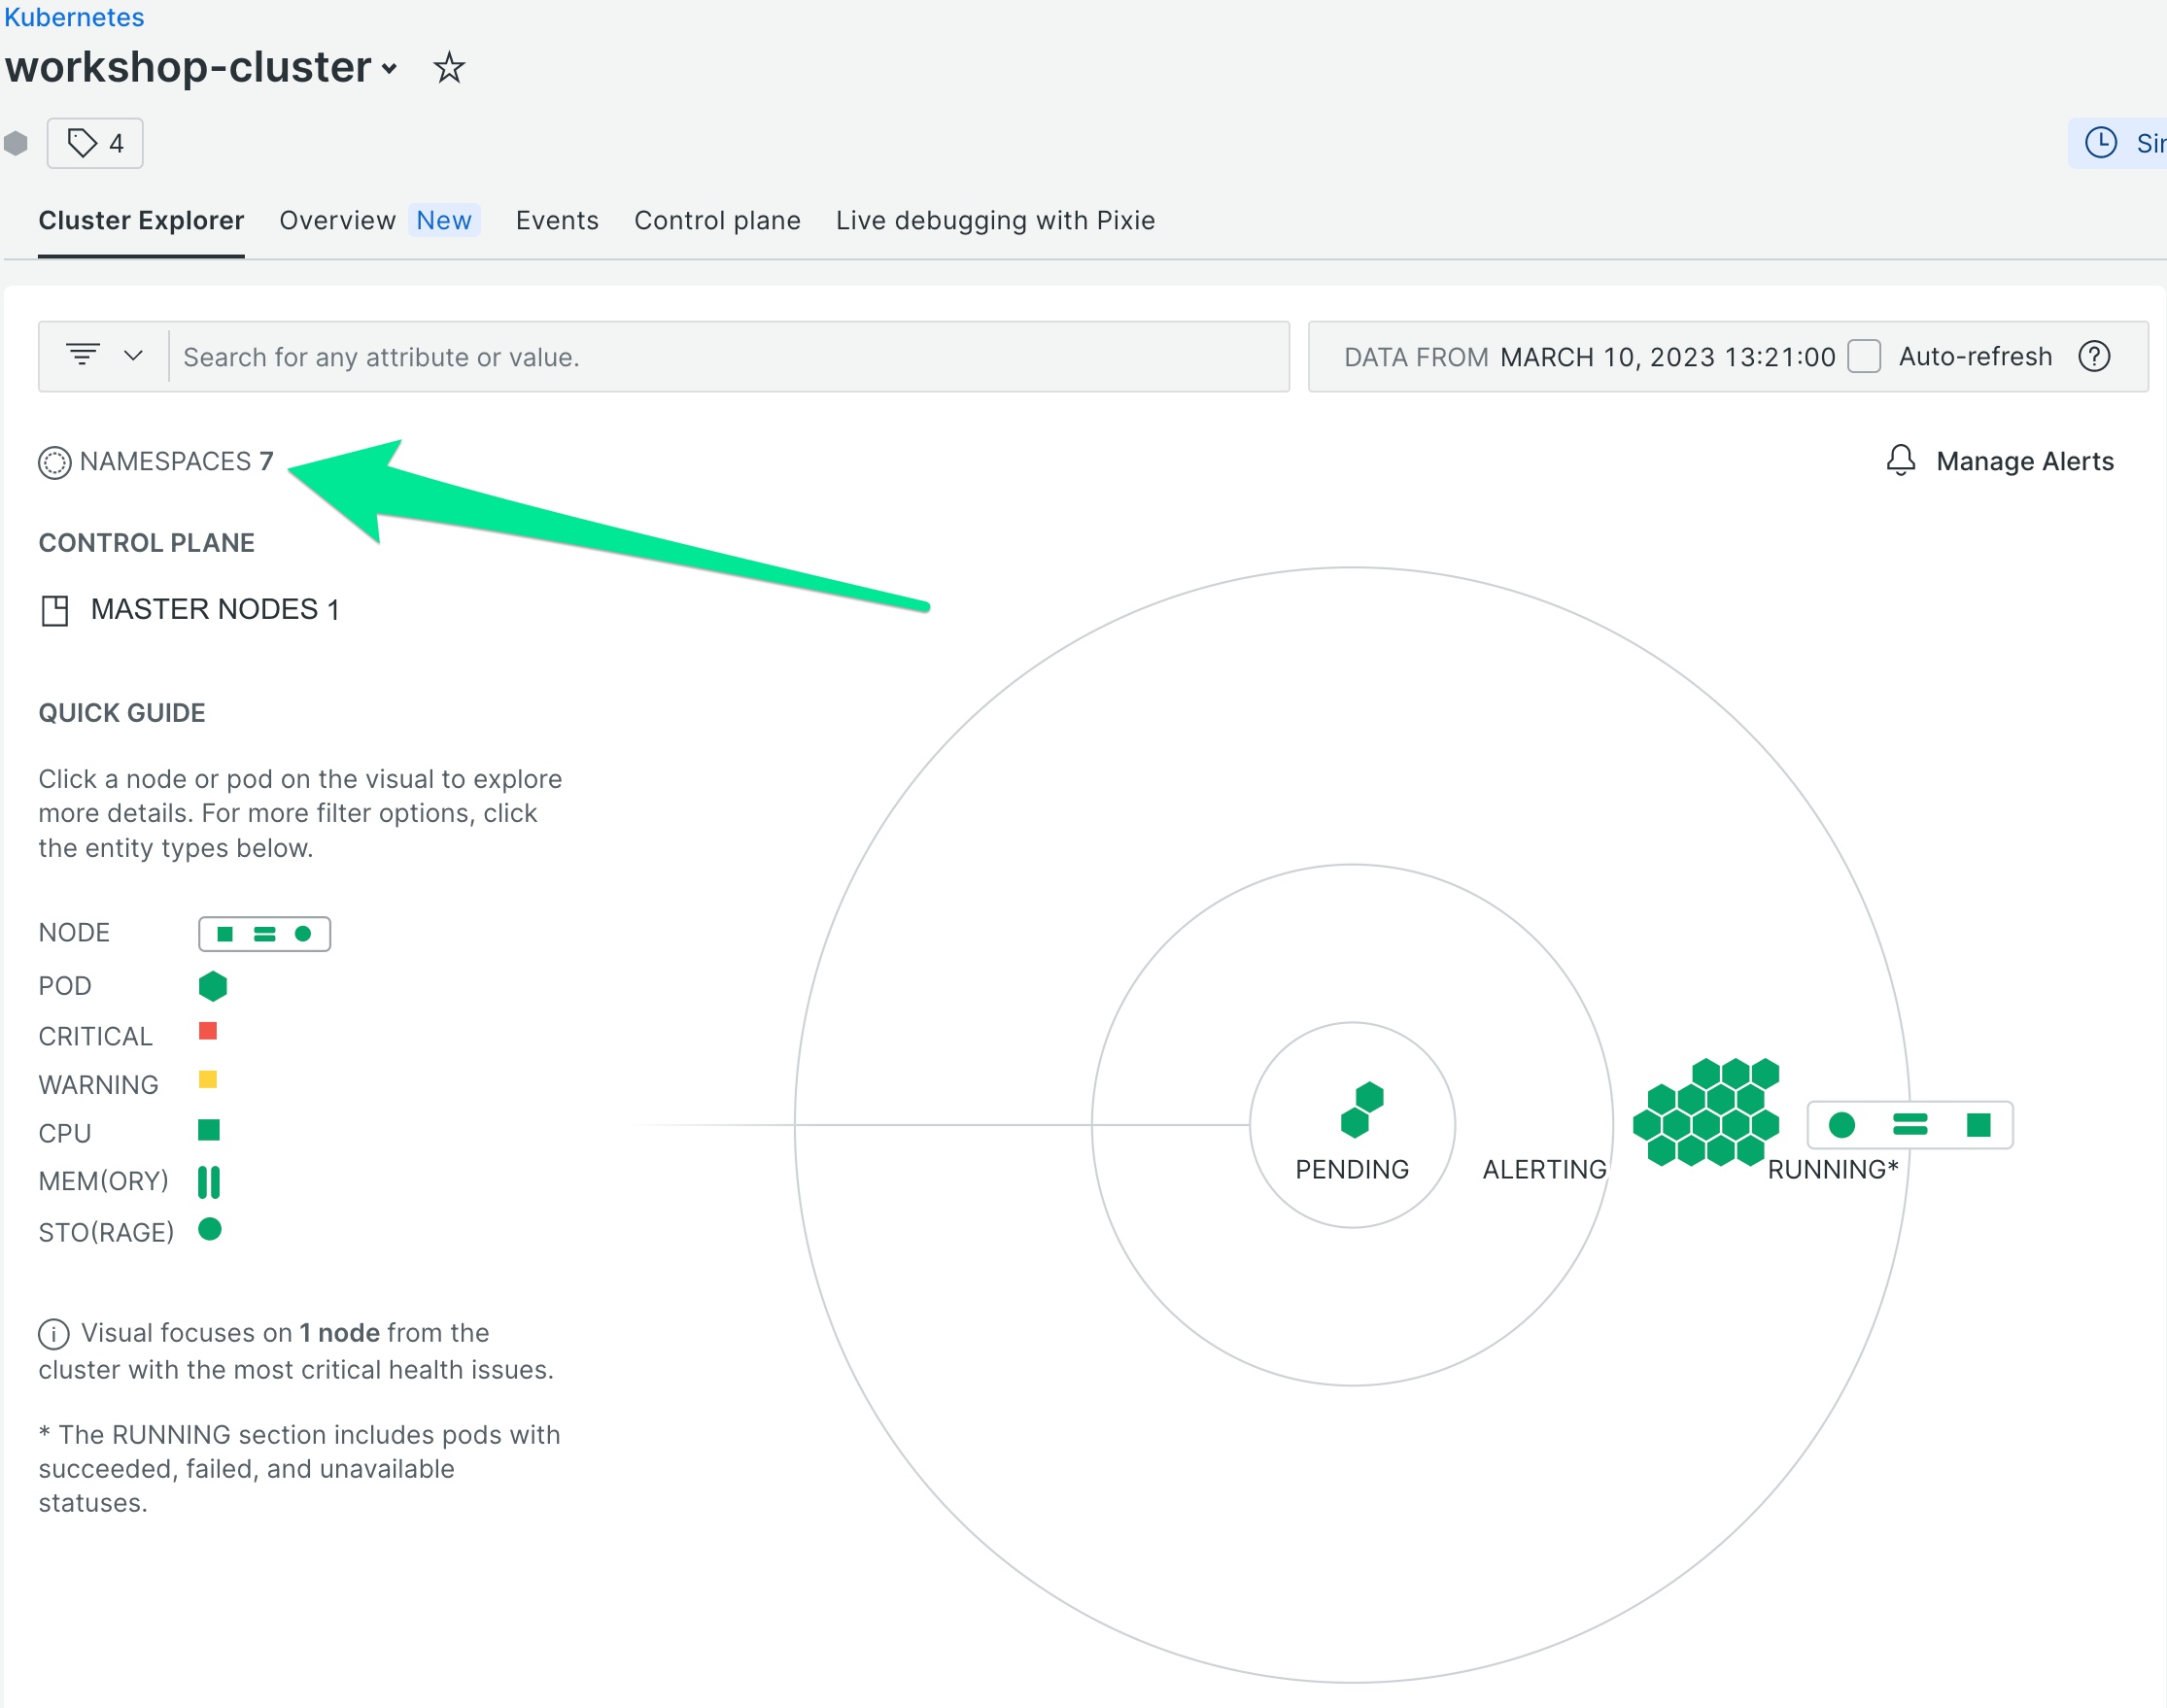 Kubernetes
workshop-cluster
4
Cluster Explorer Overview New Events Control plane Live debugging with Pixie
Search for any attribute or value.
DATA FROM MARCH 10, 2023 13:21:00 Auto-refresh
NAMESPACES 7
Manage Alerts
CONTROL PLANE
MASTER NODES 1
QUICK GUIDE
Click a node or pod on the visual to explore
more details. For more filter options, click
the entity types below.
NODE
POD
CRITICAL
WARNING
CPU
MEM(ORY)
STO(RAGE)
PENDING
ALERTING
RUNNING*
Visual focuses on 1 node from the
cluster with the most critical health issues.
* The RUNNING section includes pods with
succeeded, failed, and unavailable
statuses.